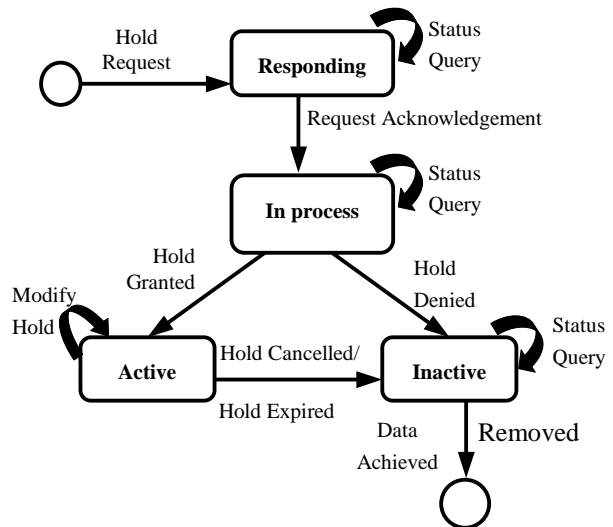 Hold
Request
Responding
Status
Query
Request Acknowledgement
In process
Status
Query
Hold
Granted
Hold
Denied
Modify
Hold
Active
Hold Cancelled/
Hold Expired
Inactive
Status
Query
Data
Achieved
Removed